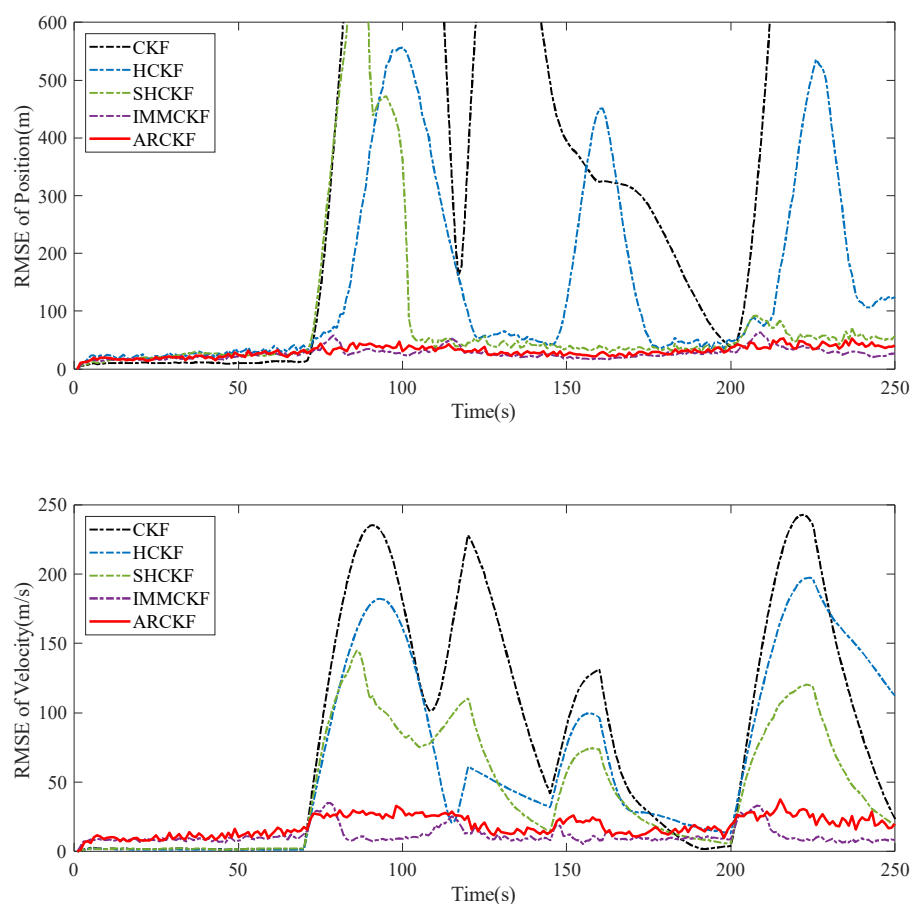 600
500
400
300
200
100
0
RMSE of Position(m)
CKF
HCKF
SHCKF
IMMCKF
ARCKF
0 50 100 150 200 250
Time(s)
250
200
150
100
50
0
RMSE of Velocity(m/s)
CKF
HCKF
SHCKF
IMMCKF
ARCKF
0 50 100 150 200 250
Time(s)